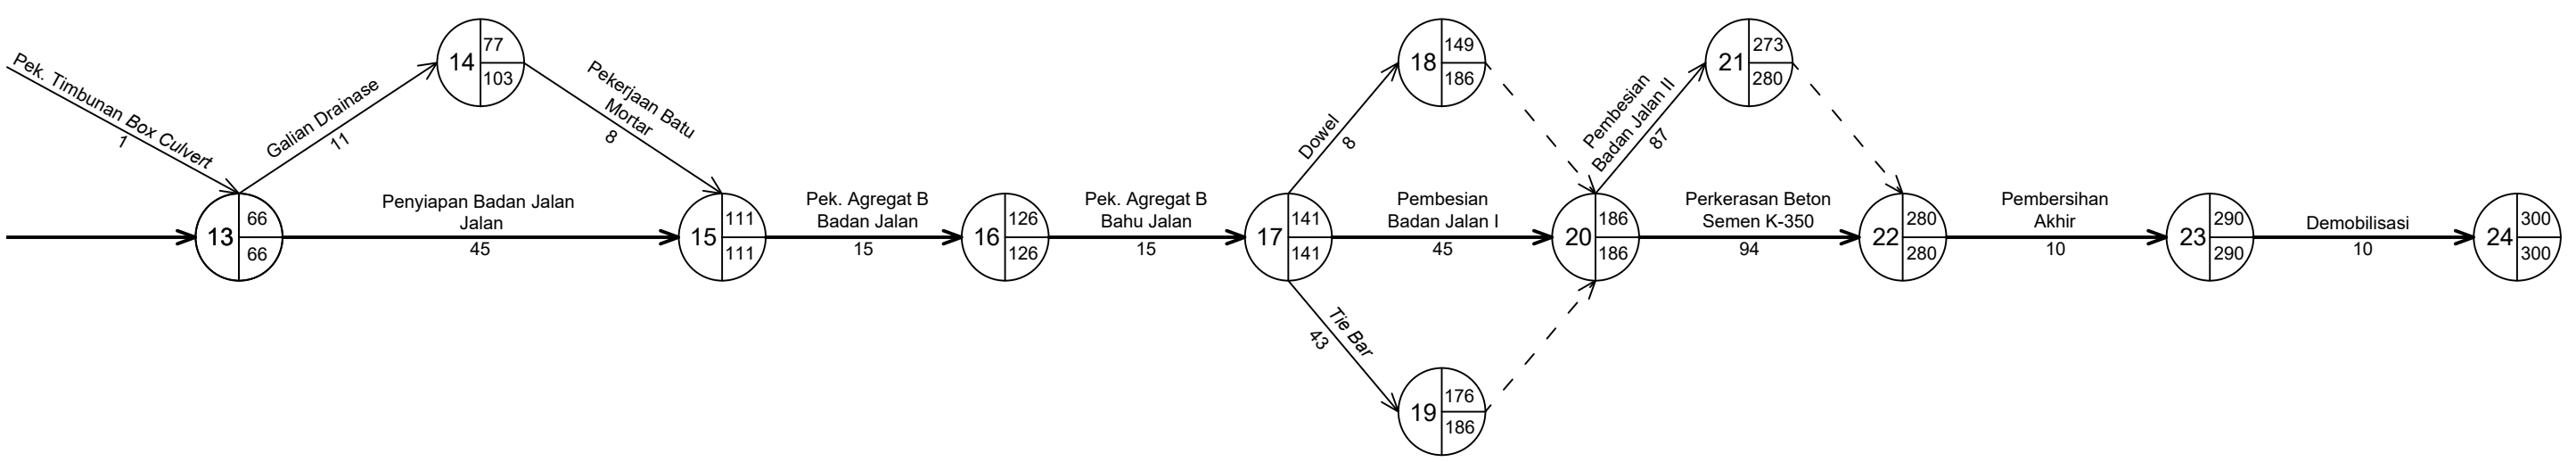 Pek. Timbunan Box Culvert
1
13
66
66
Galian Drainase
11
14
77
103
Pekerjaan Batu
Mortar
8
Penyiapan Badan Jalan
Jalan
45
15
111
111
Pek. Agregat B
Badan Jalan
15
16
126
126
Pek. Agregat B
Bahu Jalan
15
17
141
141
Dowel
8
18
149
186
Pembesian
Badan Jalan I
45
Tie Bar
43
19
176
186
20
186
186
Pembesian
Badan Jalan II
87
21
273
280
Perkerasan Beton
Semen K-350
94
22
280
280
Pembersihan
Akhir
10
23
290
290
Demobilisasi
10
24
300
300